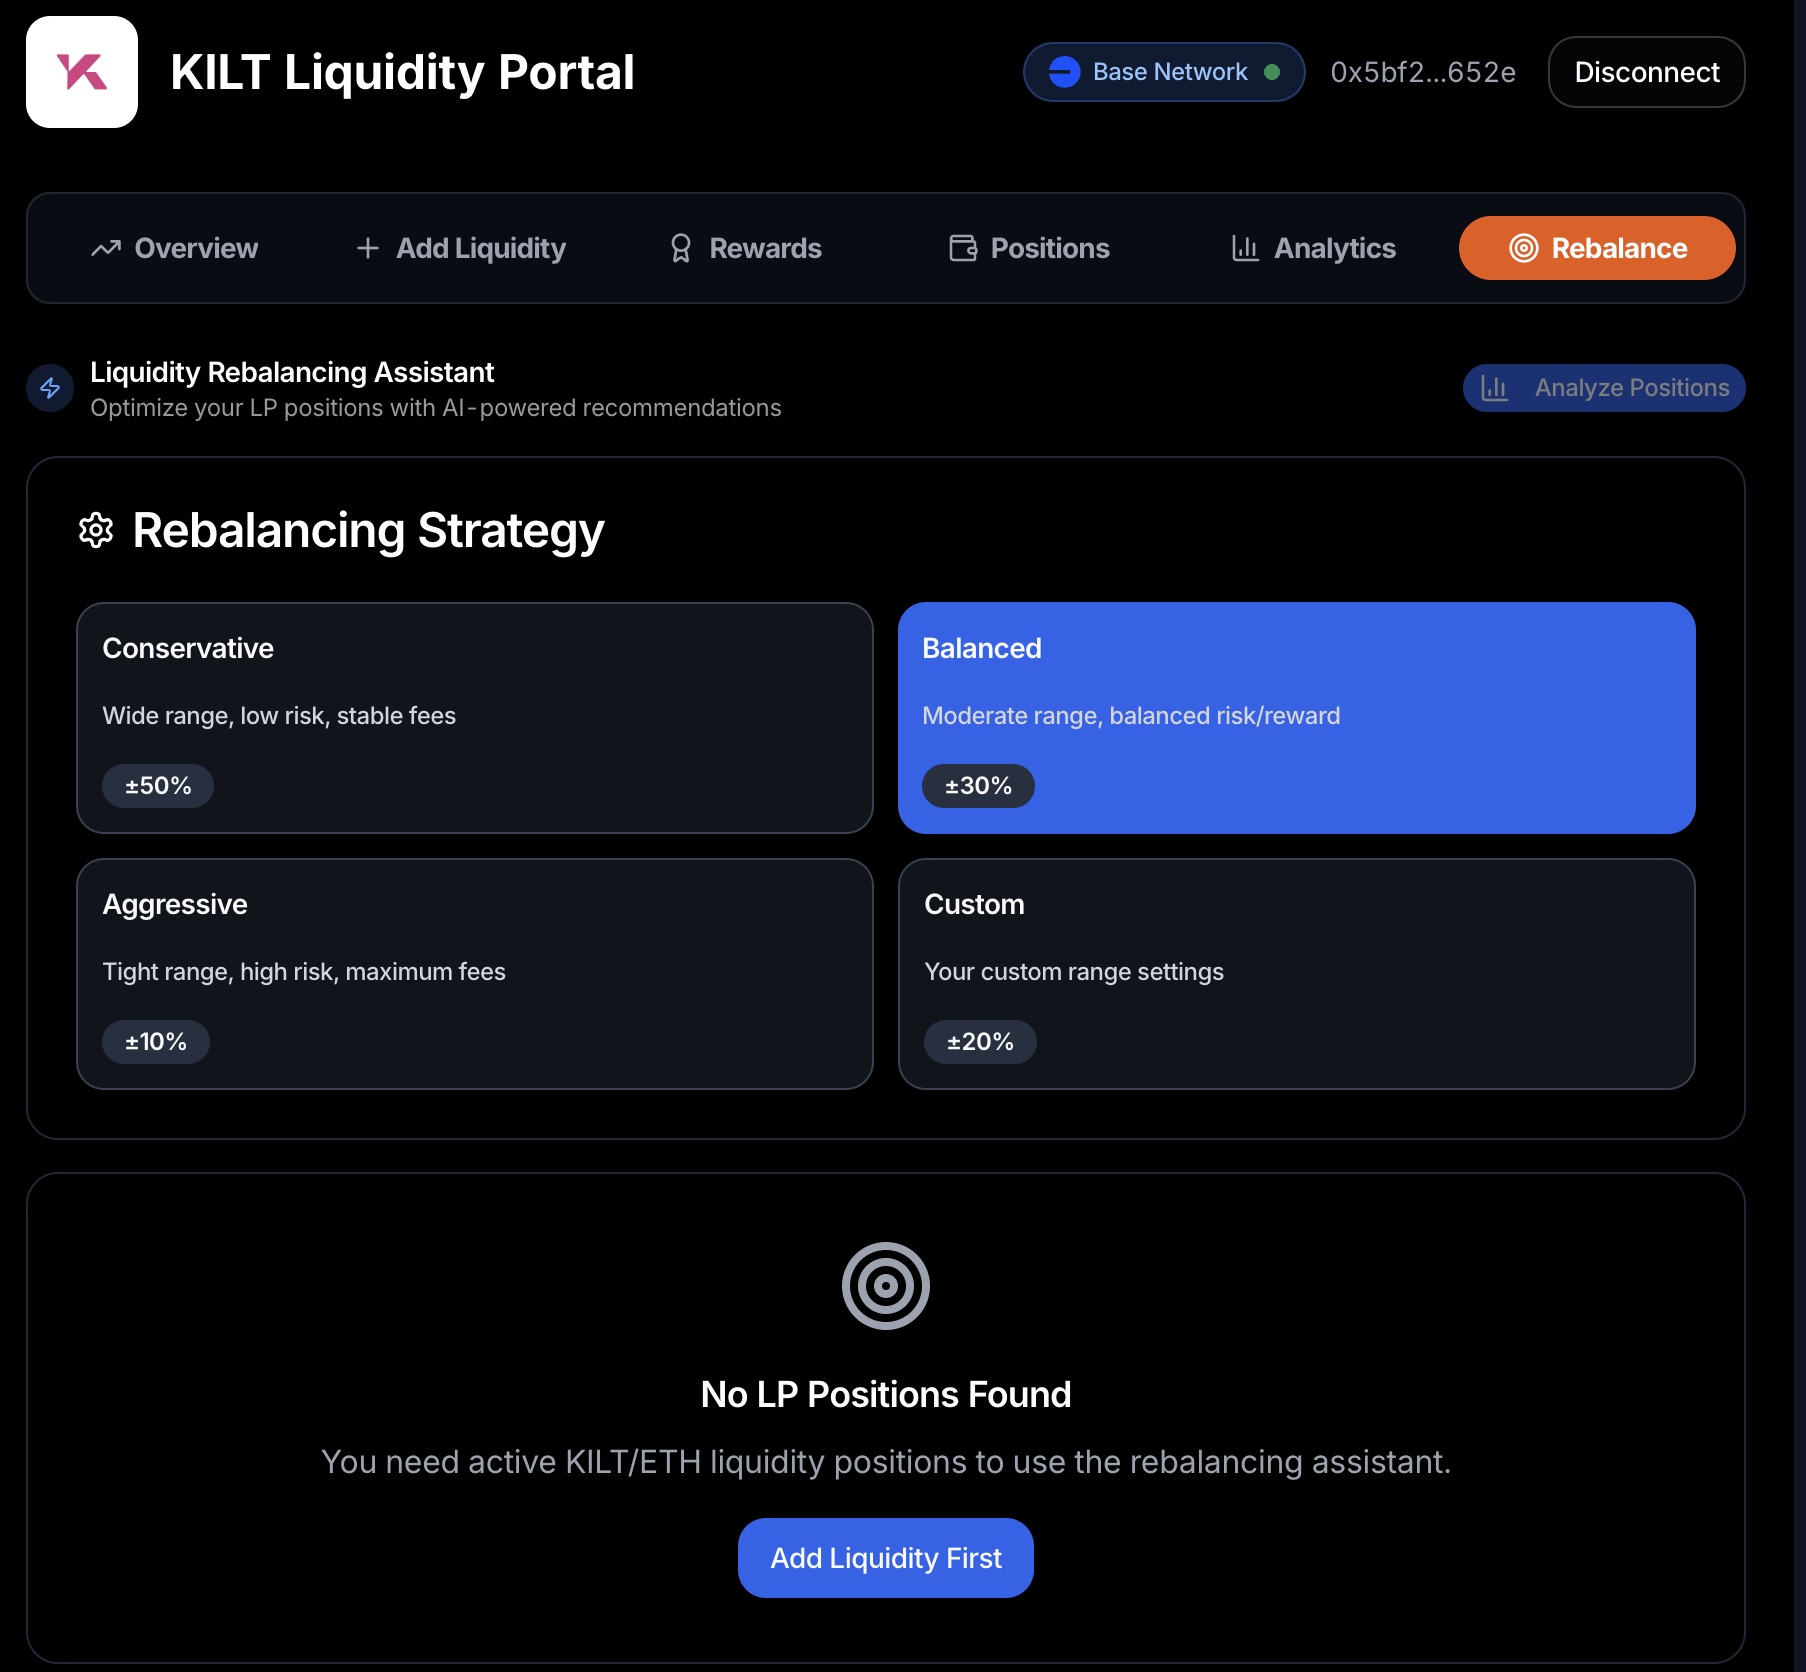 KILT Liquidity Portal
Base Network
0x5bf2...652e
Disconnect
Overview
Add Liquidity
Rewards
Positions
Analytics
Rebalance
Liquidity Rebalancing Assistant
Optimize your LP positions with AI-powered recommendations
Analyze Positions
Rebalancing Strategy
Conservative
Wide range, low risk, stable fees
±50%
Balanced
Moderate range, balanced risk/reward
±30%
Aggressive
Tight range, high risk, maximum fees
±10%
Custom
Your custom range settings
±20%
No LP Positions Found
You need active KILT/ETH liquidity positions to use the rebalancing assistant.
Add Liquidity First